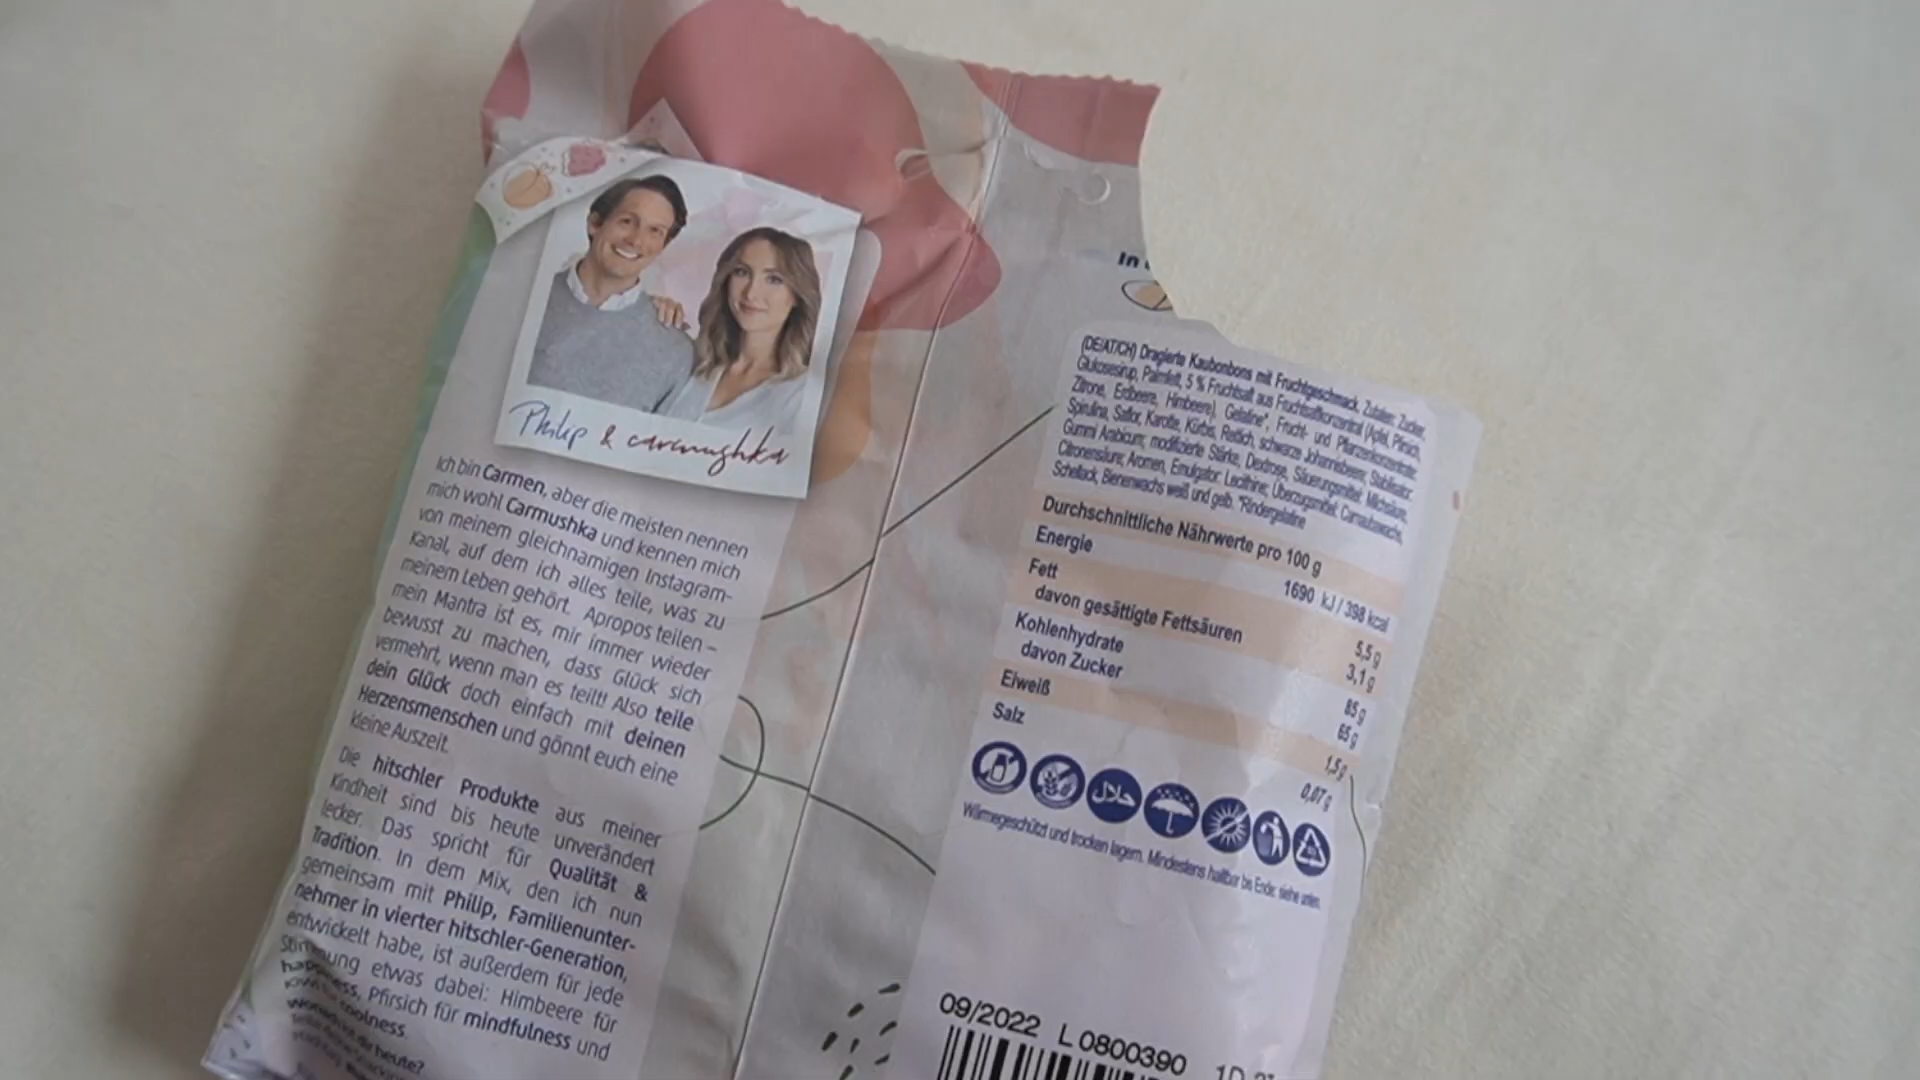 Philip & carmushka
Ich bin Carmen, aber die meisten nennen
mich wohl Carmushka und kennen mich
von meinem gleichnamigen Instagram-
Kanal, auf dem ich alles teile, was zu
meinem Leben gehört. Apropos teilen –
mein Mantra ist es, mir immer wieder
bewusst zu machen, dass Glück sich
vermehrt, wenn man es teilt! Also teile
dein Glück doch einfach mit deinen
Herzensmenschen und gönnt euch eine
kleine Auszeit.
Die hitschler Produkte aus meiner
Kindheit sind bis heute unverändert
lecker. Das spricht für Qualität &
Tradition. In dem Mix, den ich nun
gemeinsam mit Philip, Familienunter-
nehmer in vierter hitschler-Generation,
entwickelt habe, ist außerdem für jede
Stimmung etwas dabei: Himbeere für
happiness, Pfirsich für mindfulness und
coolness.
du heute?
In
(DE/AT/CH) Dragierte Kaubonbons mit Fruchtgeschmack. Zutaten: Zucker,
Glukosesirup, Palmfett, 5 % Fruchtsaft aus Fruchtsaftkonzentrat (Apfel, Pfirsich,
Zitrone, Erdbeere, Himbeere), Gelatine*, Frucht- und Pflanzenkonzentrate:
Spirulina, Saflor, Karotte, Kürbis, Rettich, schwarze Johannisbeere; Stabilisator:
Gummi Arabicum; modifizierte Stärke, Dextrose, Säuerungsmittel: Milchsäure,
Citronensäure; Aromen, Emulgator: Lecithine; Überzugsmittel: Carnaubawachs,
Schellack, Bienenwachs weiß und gelb. *Rindergelatine
Durchschnittliche Nährwerte pro 100 g
Energie 1690 kJ / 398 kcal
Fett 5,5 g
davon gesättigte Fettsäuren 3,1 g
Kohlenhydrate 85 g
davon Zucker 65 g
Eiweiß 1,5 g
Salz 0,07 g
حلال
Wärmegeschützt und trocken lagern. Mindestens haltbar bis Ende: siehe unten.
09/2022 L 0800390